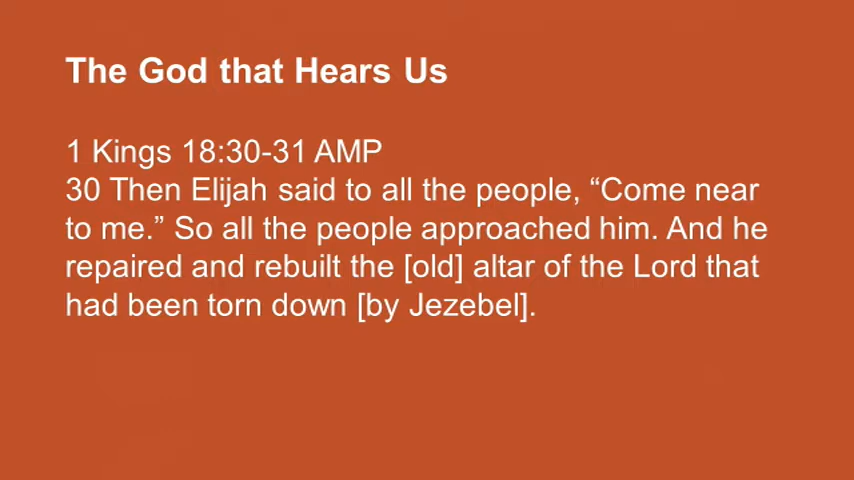 The God that Hears Us
1 Kings 18:30-31 AMP
30 Then Elijah said to all the people, “Come near
to me.” So all the people approached him. And he
repaired and rebuilt the [old] altar of the Lord that
had been torn down [by Jezebel].